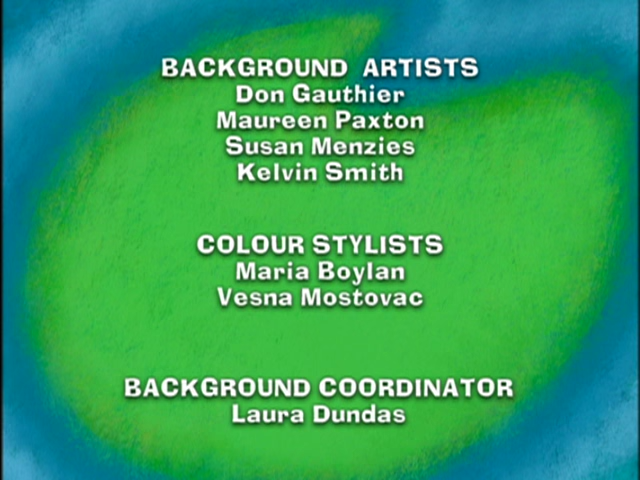 BACKGROUND ARTISTS
Don Gauthier
Maureen Paxton
Susan Menzies
Kelvin Smith
COLOUR STYLISTS
Maria Boylan
Vesna Mostovac
BACKGROUND COORDINATOR
Laura Dundas